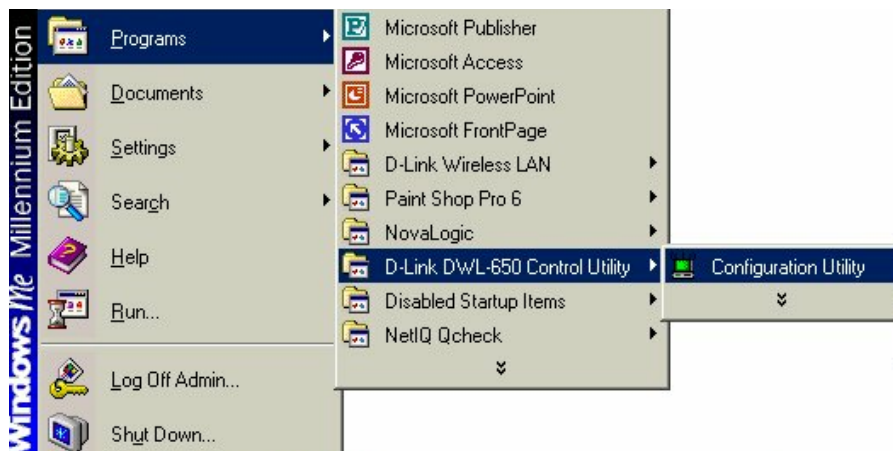 Windows Me Millennium Edition
Programs
Documents
Settings
Search
Help
Run...
Log Off Admin...
Shut Down...
Microsoft Publisher
Microsoft Access
Microsoft PowerPoint
Microsoft FrontPage
D-Link Wireless LAN
Paint Shop Pro 6
NovaLogic
D-Link DWL-650 Control Utility
Disabled Startup Items
NetIQ Qcheck
Configuration Utility